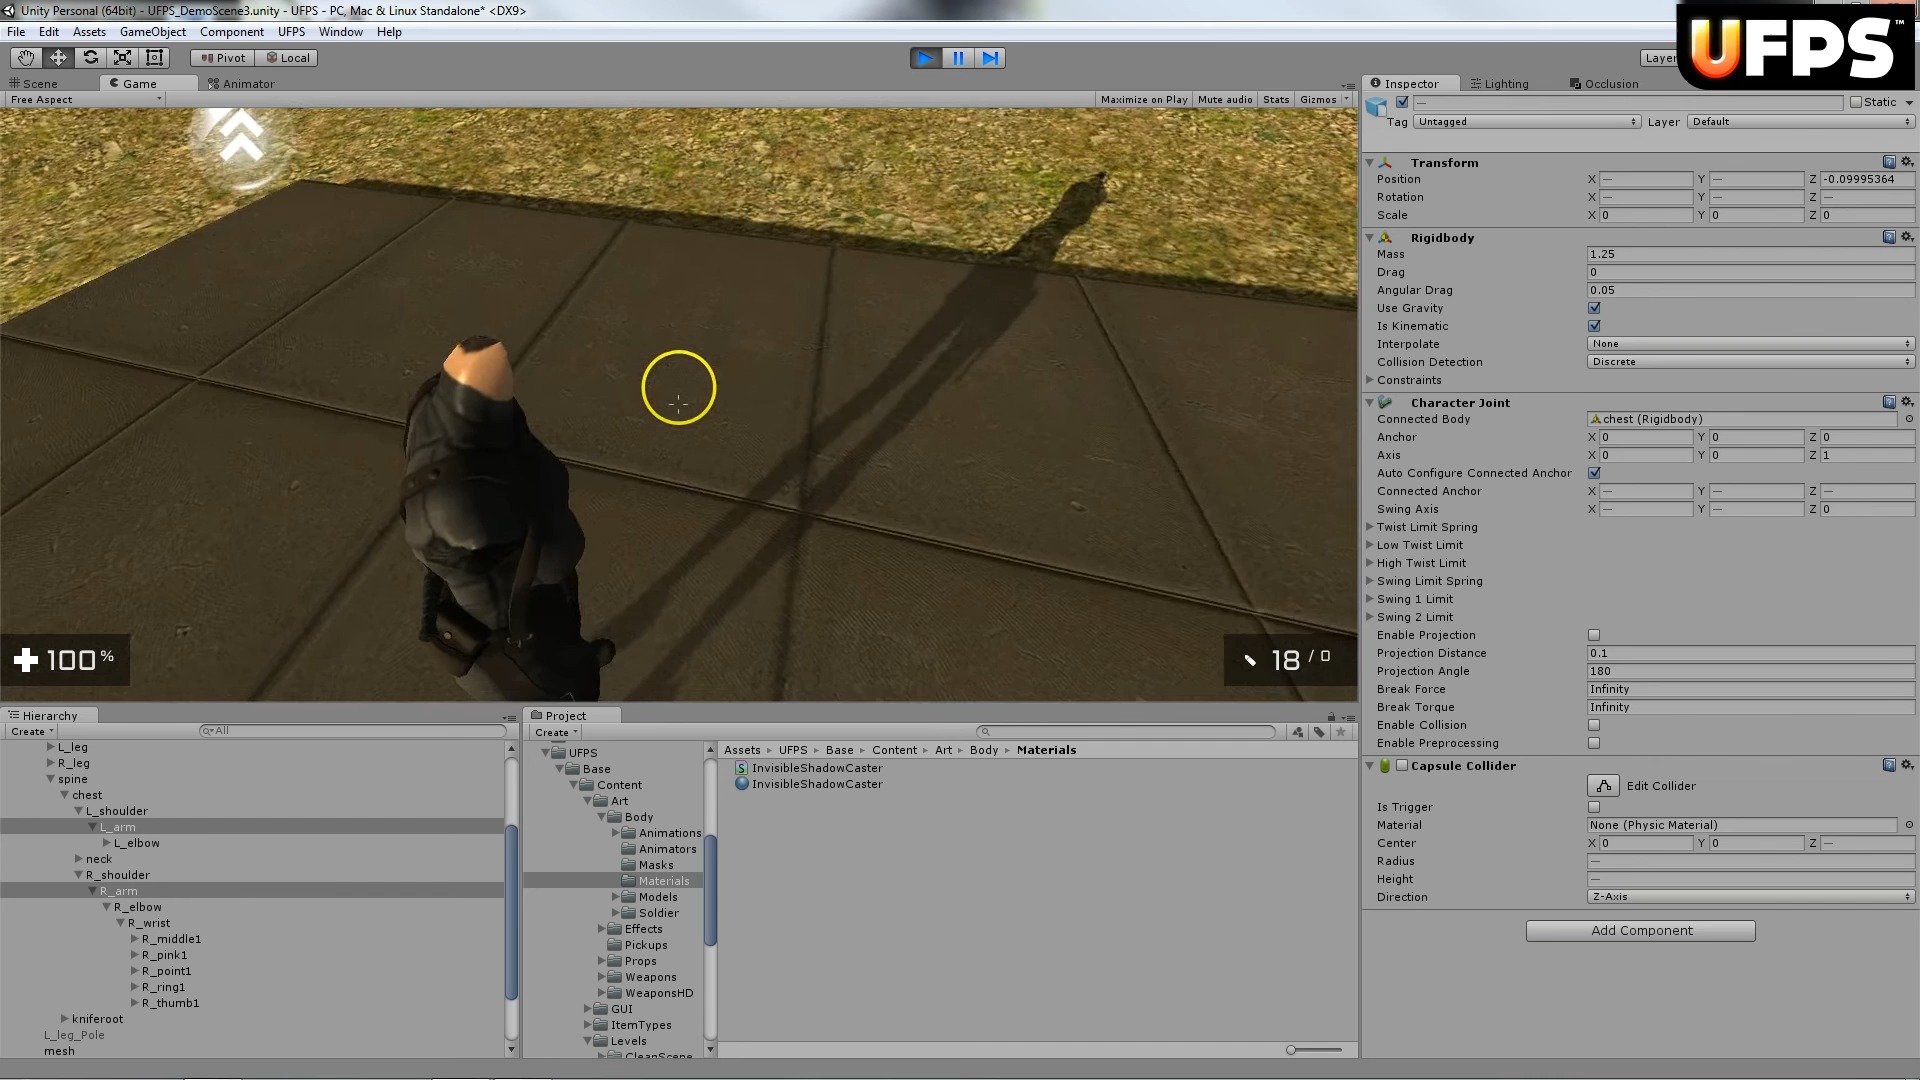 Unity Personal (64bit) - UFPS_DemoScene3.unity - UFPS - PC, Mac & Linux Standalone* <DX9>
File Edit Assets GameObject Component UFPS Window Help
Pivot Local
Layer
UFPS™
Scene Game Animator
Free Aspect
Maximize on Play Mute audio Stats Gizmos
100%
18 / 0
Inspector Lighting Occlusion
— Static
Tag Untagged Layer Default
Transform
Position X — Y — Z -0.09995364
Rotation X — Y — Z —
Scale X 0 Y 0 Z 0
Rigidbody
Mass 1.25
Drag 0
Angular Drag 0.05
Use Gravity
Is Kinematic
Interpolate None
Collision Detection Discrete
Constraints
Character Joint
Connected Body chest (Rigidbody)
Anchor X 0 Y 0 Z 0
Axis X 0 Y 0 Z 1
Auto Configure Connected Anchor
Connected Anchor X — Y — Z —
Swing Axis X — Y — Z 0
Twist Limit Spring
Low Twist Limit
High Twist Limit
Swing Limit Spring
Swing 1 Limit
Swing 2 Limit
Enable Projection
Projection Distance 0.1
Projection Angle 180
Break Force Infinity
Break Torque Infinity
Enable Collision
Enable Preprocessing
Capsule Collider
Edit Collider
Is Trigger
Material None (Physic Material)
Center X 0 Y 0 Z —
Radius —
Height —
Direction Z-Axis
Add Component
Hierarchy
Create All
L_leg
R_leg
spine
chest
L_shoulder
L_arm
L_elbow
neck
R_shoulder
R_arm
R_elbow
R_wrist
R_middle1
R_pink1
R_point1
R_ring1
R_thumb1
kniferoot
L_leg_Pole
mesh
Project
Create
UFPS
Base
Content
Art
Body
Animations
Animators
Masks
Materials
Models
Soldier
Effects
Pickups
Props
Weapons
WeaponsHD
GUI
ItemTypes
Levels
CleanScene
Assets ▸ UFPS ▸ Base ▸ Content ▸ Art ▸ Body ▸ Materials
InvisibleShadowCaster
InvisibleShadowCaster